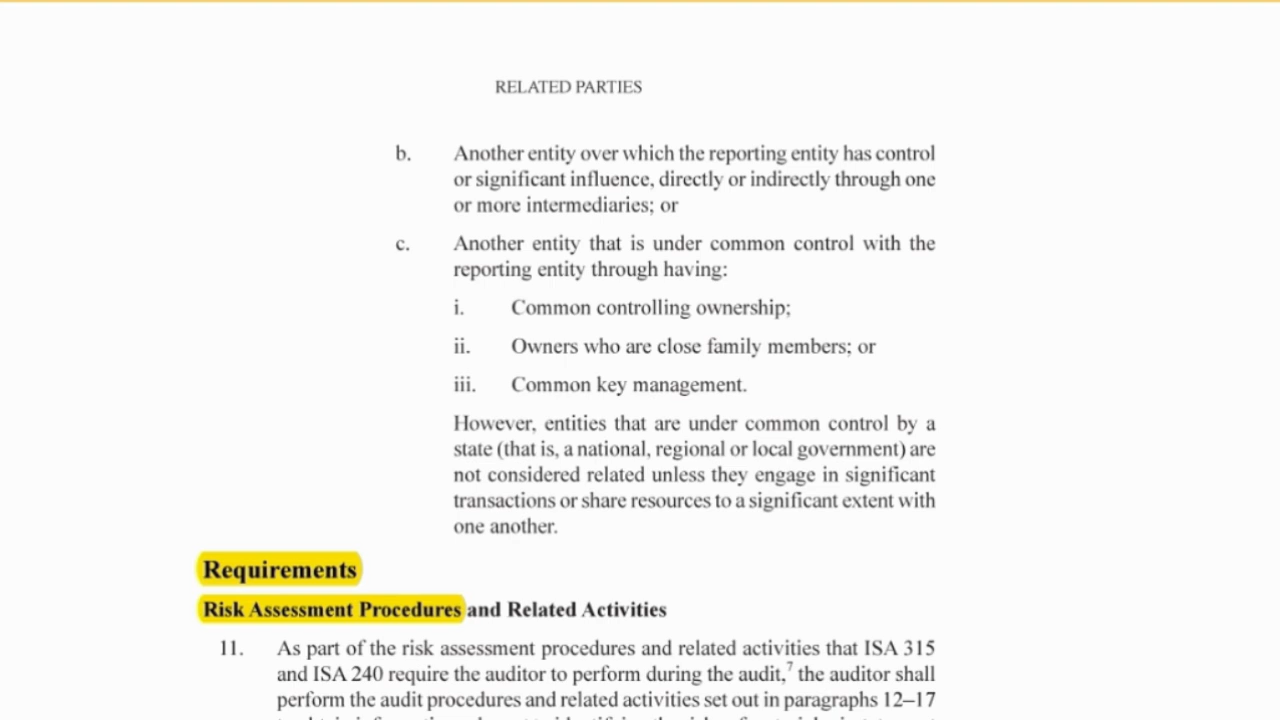 RELATED PARTIES
b. Another entity over which the reporting entity has control
or significant influence, directly or indirectly through one
or more intermediaries; or
c. Another entity that is under common control with the
reporting entity through having:
i. Common controlling ownership;
ii. Owners who are close family members; or
iii. Common key management.
However, entities that are under common control by a
state (that is, a national, regional or local government) are
not considered related unless they engage in significant
transactions or share resources to a significant extent with
one another.
Requirements
Risk Assessment Procedures and Related Activities
11. As part of the risk assessment procedures and related activities that ISA 315
and ISA 240 require the auditor to perform during the audit,7 the auditor shall
perform the audit procedures and related activities set out in paragraphs 12–17